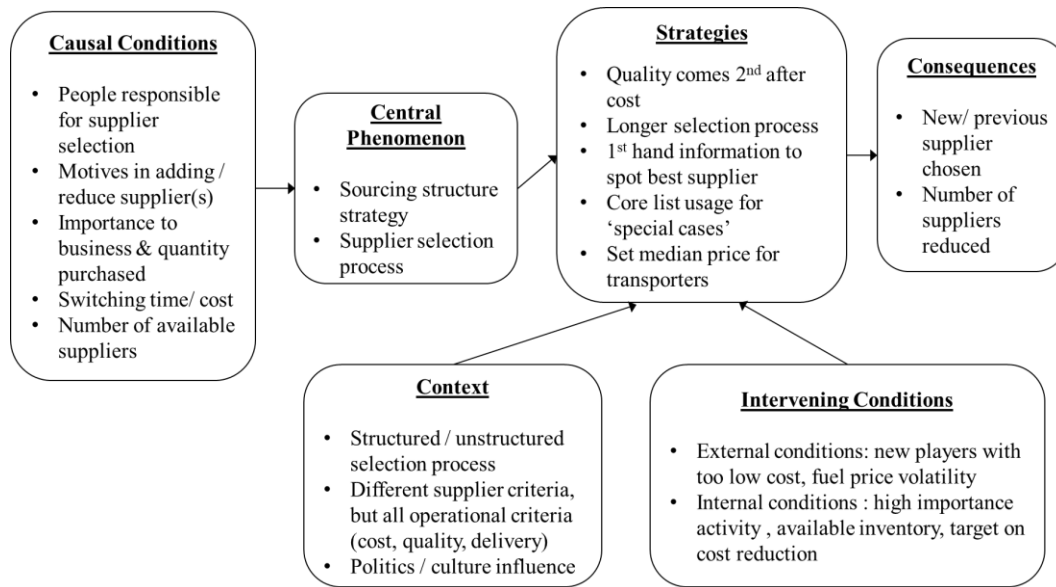 Causal Conditions
• People responsible
for supplier
selection
• Motives in adding /
reduce supplier(s)
• Importance to
business & quantity
purchased
• Switching time/ cost
• Number of available
suppliers
Central
Phenomenon
• Sourcing structure
strategy
• Supplier selection
process
Strategies
• Quality comes 2nd after
cost
• Longer selection process
• 1st hand information to
spot best supplier
• Core list usage for
‘special cases’
• Set median price for
transporters
Consequences
• New/ previous
supplier
chosen
• Number of
suppliers
reduced
Context
• Structured / unstructured
selection process
• Different supplier criteria,
but all operational criteria
(cost, quality, delivery)
• Politics / culture influence
Intervening Conditions
• External conditions: new players with
too low cost, fuel price volatility
• Internal conditions : high importance
activity , available inventory, target on
cost reduction